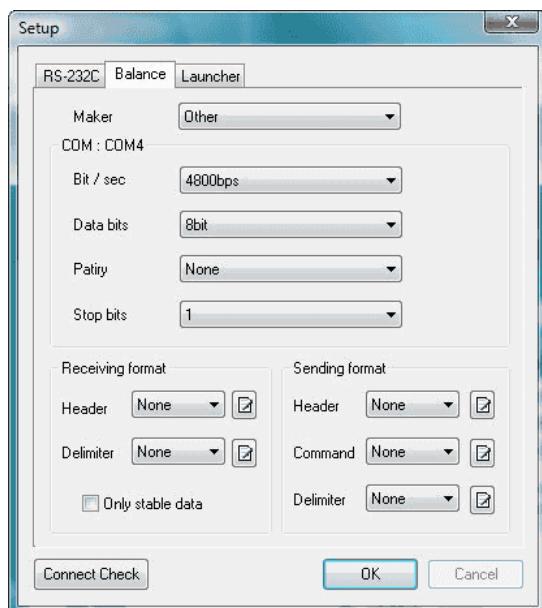 Setup
RS-232C Balance Launcher
Maker Other
COM : COM4
Bit / sec 4800bps
Data bits 8bit
Patiry None
Stop bits 1
Receiving format
Header None
Delimiter None
Only stable data
Sending format
Header None
Command None
Delimiter None
Connect Check OK Cancel